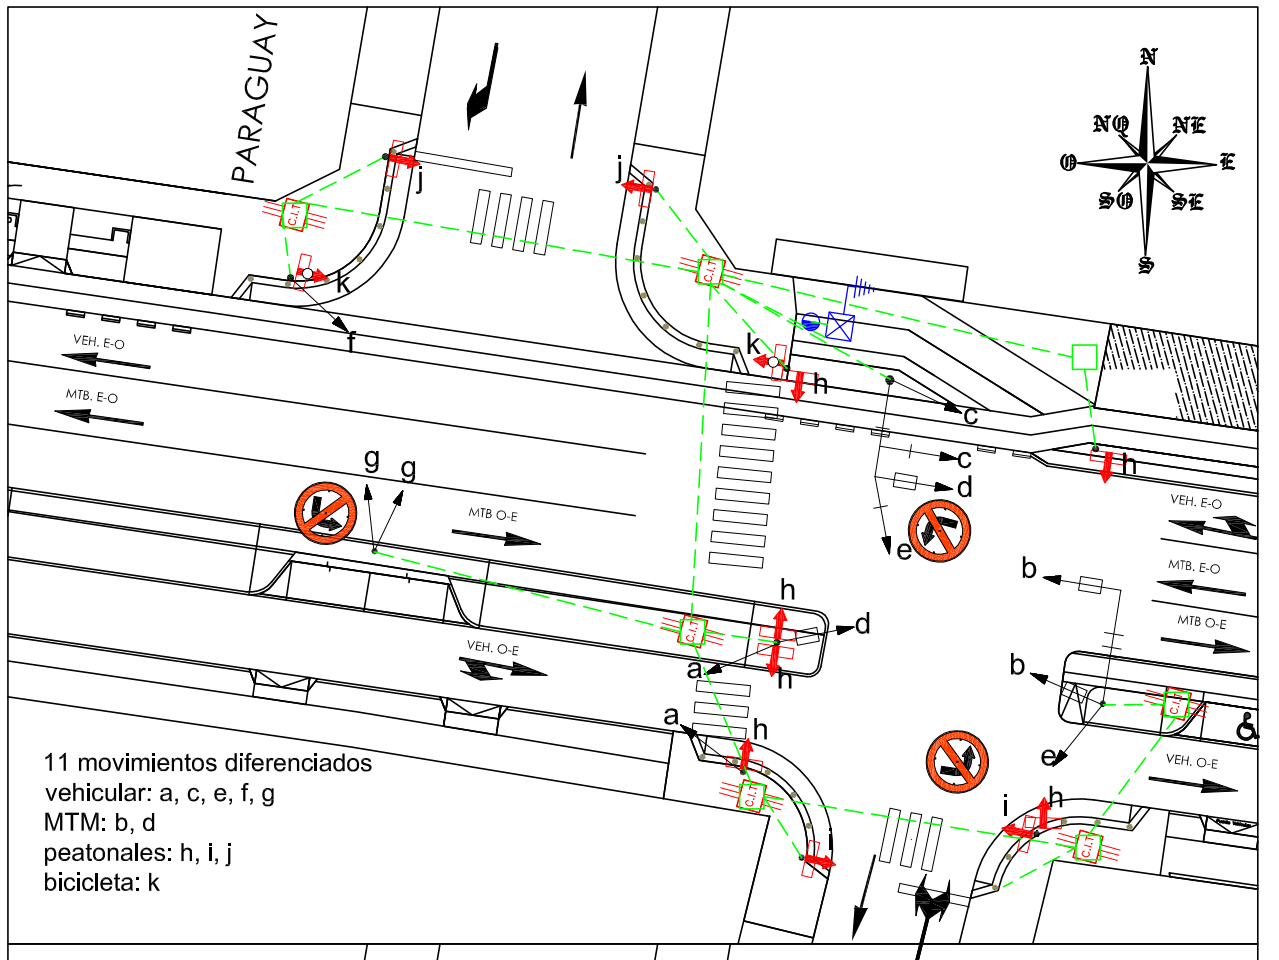 PARAGUAY
N
NO
NE
O
E
SO
SE
S
j
j
C.I.T
C.I.T
k
f
k
h
c
c
d
e
h
VEH. E-O
MTB. E-O
g
g
MTB O-E
VEH. E-O
MTB. E-O
MTB O-E
b
b
h
d
C.I.T
a
h
VEH. O-E
a
h
C.I.T
C.I.T
e
VEH. O-E
i
h
i
C.I.T
11 movimientos diferenciados
vehicular: a, c, e, f, g
MTM: b, d
peatonales: h, i, j
bicicleta: k